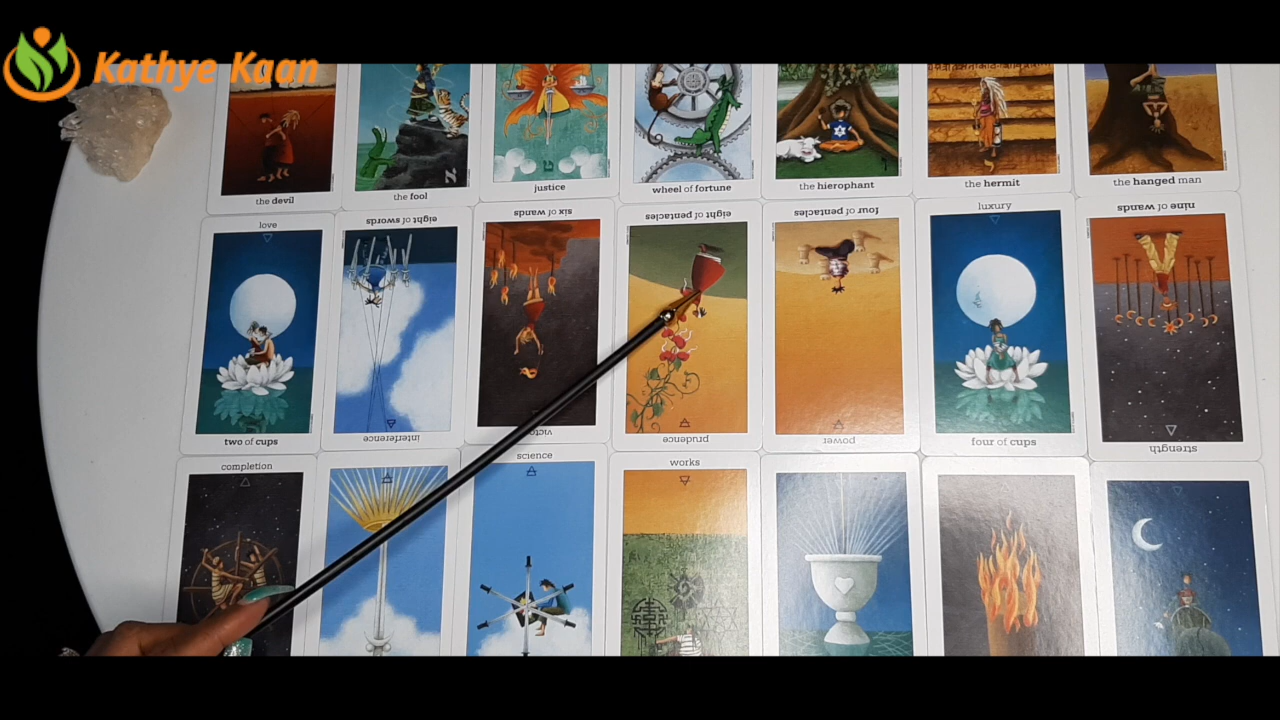 Kathye Kaan
the devil
the fool
justice
wheel of fortune
the hierophant
the hermit
the hanged man
love
eight of swords
six of wands
eight of pentacles
four of pentacles
luxury
nine of wands
two of cups
interference
victory
prudence
power
four of cups
strength
completion
science
works